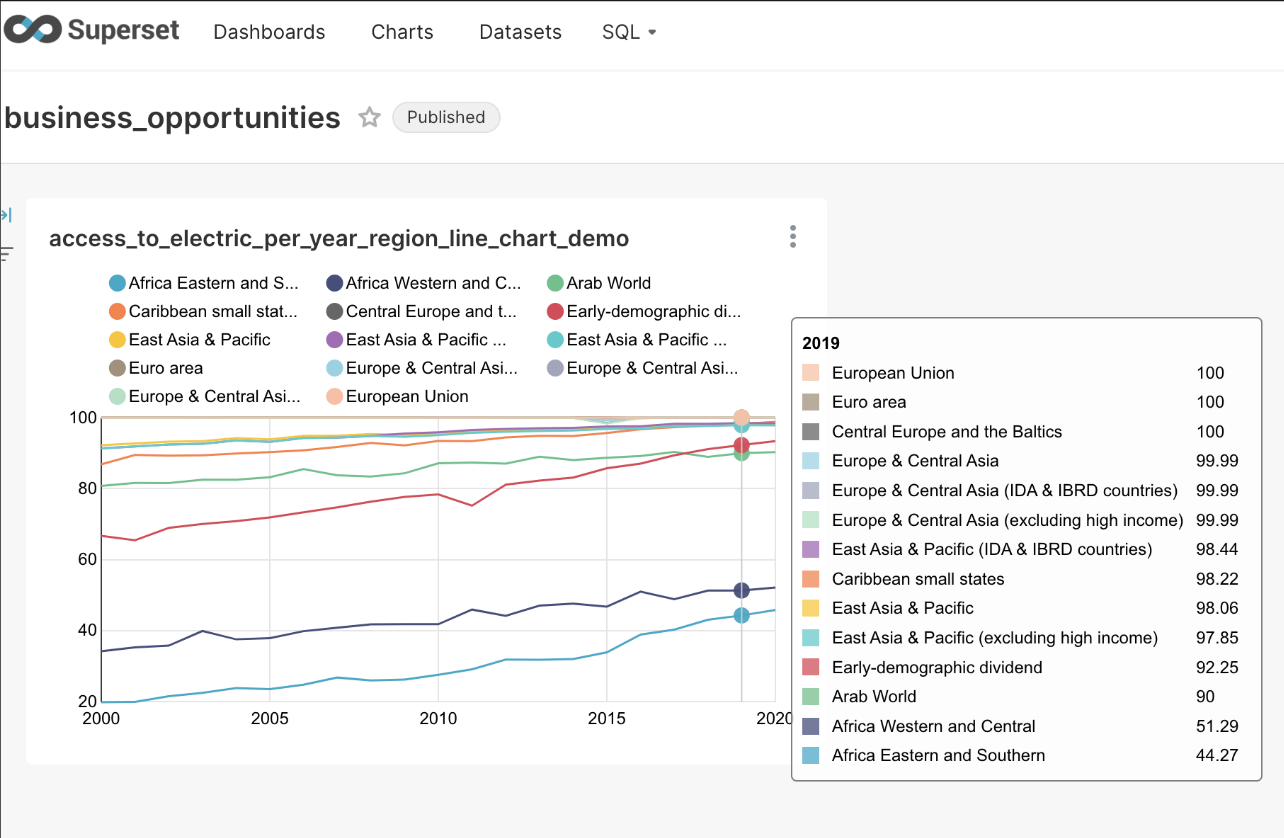 Superset Dashboards Charts Datasets SQL
business_opportunities Published
access_to_electric_per_year_region_line_chart_demo
Africa Eastern and S... Africa Western and C... Arab World
Caribbean small stat... Central Europe and t... Early-demographic di...
East Asia & Pacific East Asia & Pacific ... East Asia & Pacific ...
Euro area Europe & Central Asi... Europe & Central Asi...
Europe & Central Asi... European Union
100
80
60
40
20
2000 2005 2010 2015 2020
2019
European Union 100
Euro area 100
Central Europe and the Baltics 100
Europe & Central Asia 99.99
Europe & Central Asia (IDA & IBRD countries) 99.99
Europe & Central Asia (excluding high income) 99.99
East Asia & Pacific (IDA & IBRD countries) 98.44
Caribbean small states 98.22
East Asia & Pacific 98.06
East Asia & Pacific (excluding high income) 97.85
Early-demographic dividend 92.25
Arab World 90
Africa Western and Central 51.29
Africa Eastern and Southern 44.27